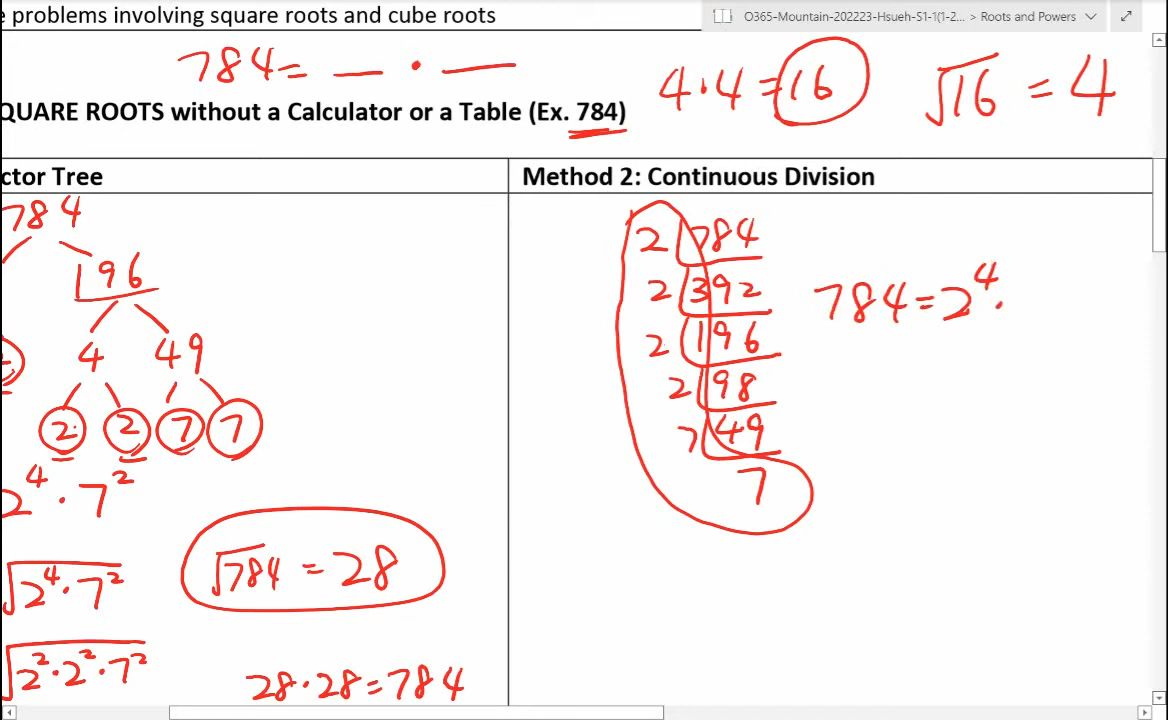 e problems involving square roots and cube roots
O365-Mountain-202223-Hsueh-S1-1(1-2... > Roots and Powers
784 = __ · __
4·4=16
√16 = 4
QUARE ROOTS without a Calculator or a Table (Ex. 784)
ctor Tree
784
196
4 49
2 2 7 7
2⁴ · 7²
√784 = 28
√2⁴·7²
√2²·2²·7²
28·28=784
Method 2: Continuous Division
2 784
2 392
2 196
2 98
7 49
7
784=2⁴·